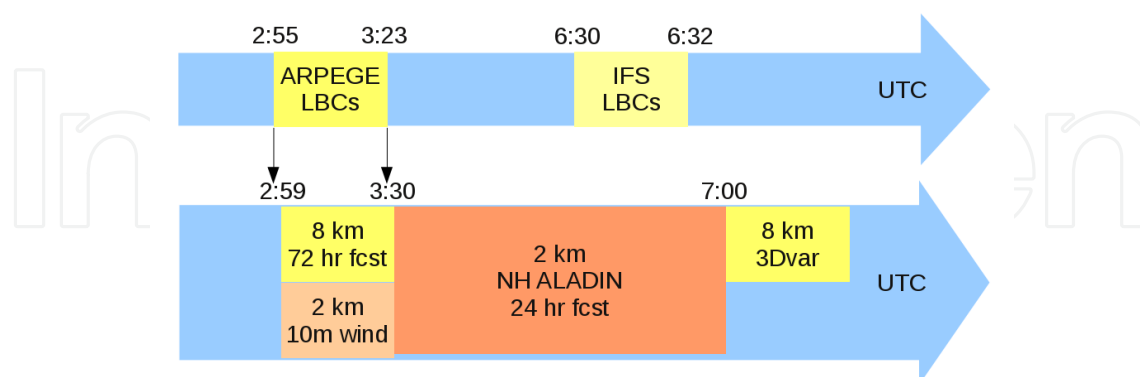 2:55 3:23 6:30 6:32
ARPEGE
LBCs
IFS
LBCs
UTC
2:59 3:30 7:00
8 km
72 hr fcst
2 km
10m wind
2 km
NH ALADIN
24 hr fcst
8 km
3Dvar
UTC